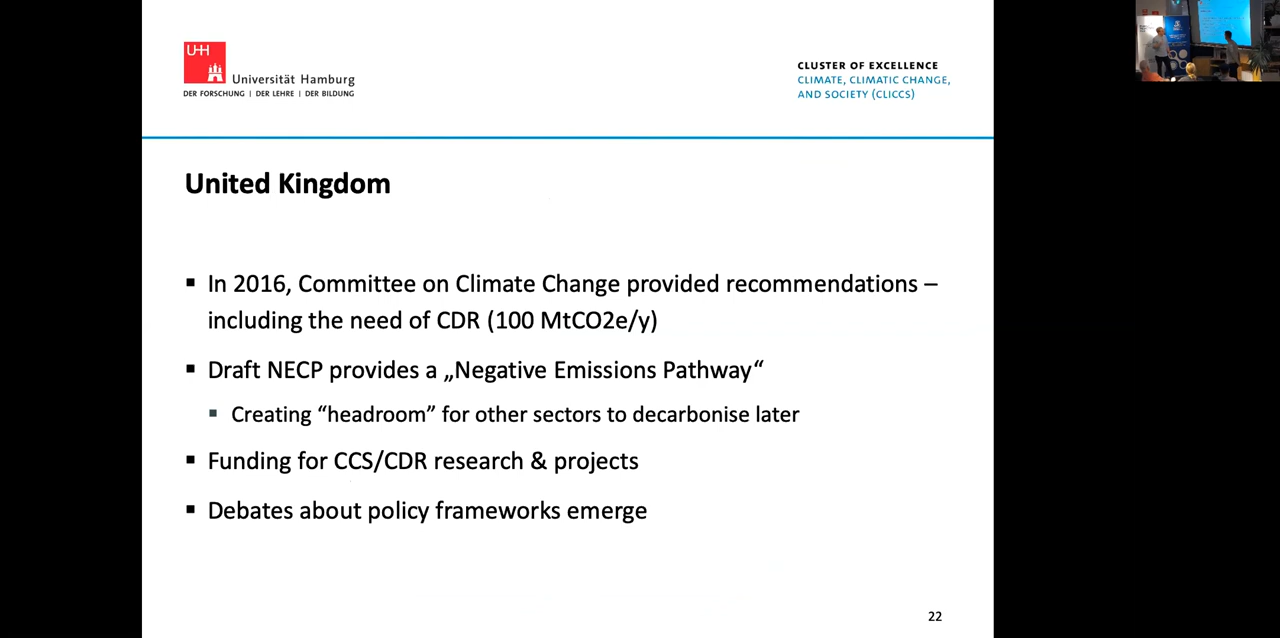 UHH
Universität Hamburg
DER FORSCHUNG | DER LEHRE | DER BILDUNG
CLUSTER OF EXCELLENCE
CLIMATE, CLIMATIC CHANGE,
AND SOCIETY (CLICCS)
United Kingdom
▪ In 2016, Committee on Climate Change provided recommendations –
including the need of CDR (100 MtCO2e/y)
▪ Draft NECP provides a „Negative Emissions Pathway“
▪ Creating “headroom” for other sectors to decarbonise later
▪ Funding for CCS/CDR research & projects
▪ Debates about policy frameworks emerge
22